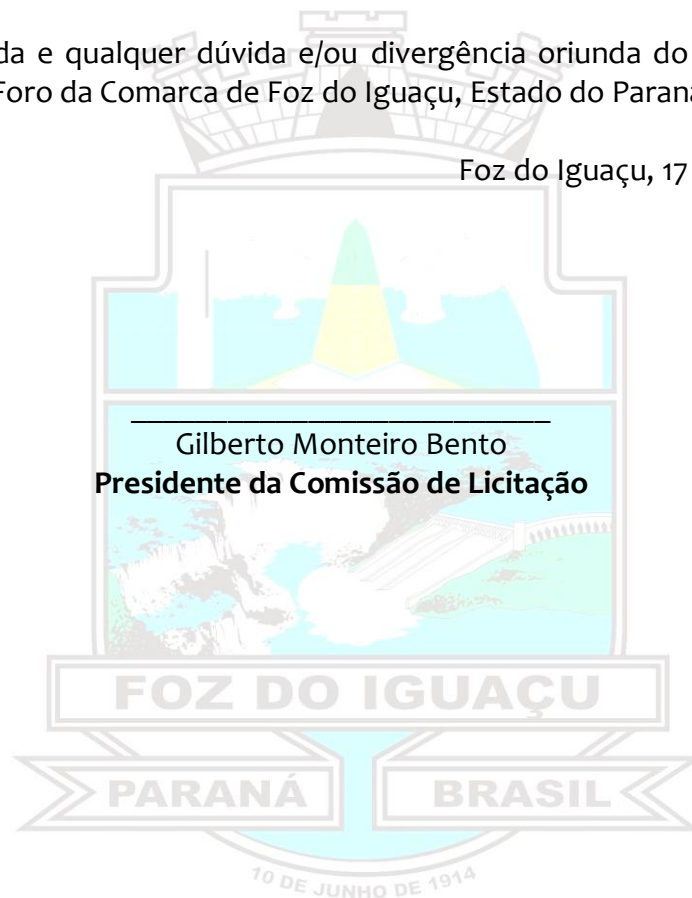 da e qualquer dúvida e/ou divergência oriunda do
Foro da Comarca de Foz do Iguaçu, Estado do Paraná
Foz do Iguaçu, 17
Gilberto Monteiro Bento
Presidente da Comissão de Licitação
FOZ DO IGUAÇU
PARANÁ BRASIL
10 DE JUNHO DE 1914